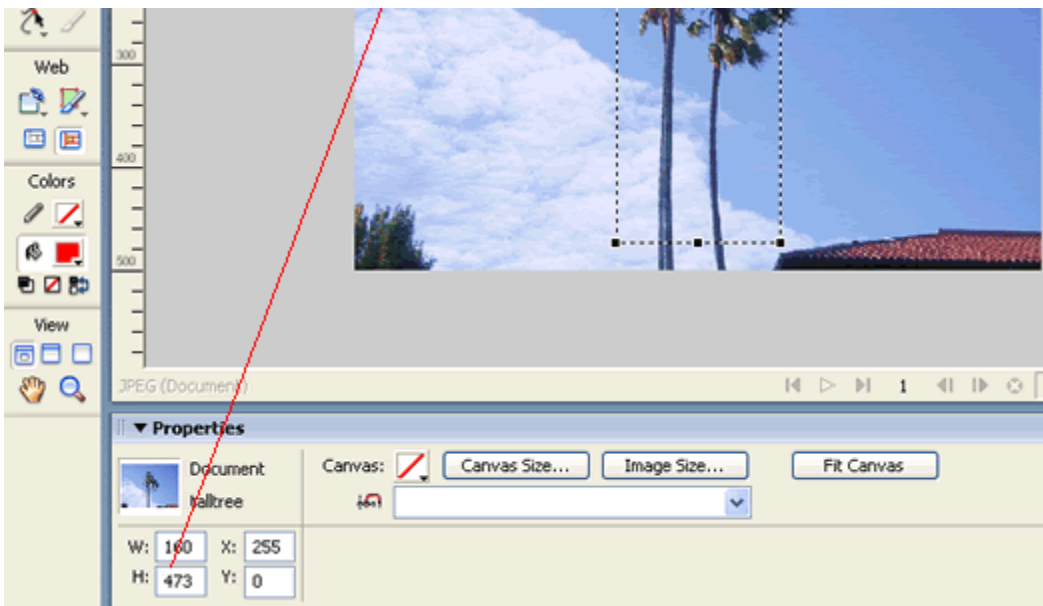 Web
Colors
View
300
400
500
JPEG (Document)
1
Properties
Document
talltree
Canvas:
Canvas Size...
Image Size...
Fit Canvas
W: 160 X: 255
H: 473 Y: 0